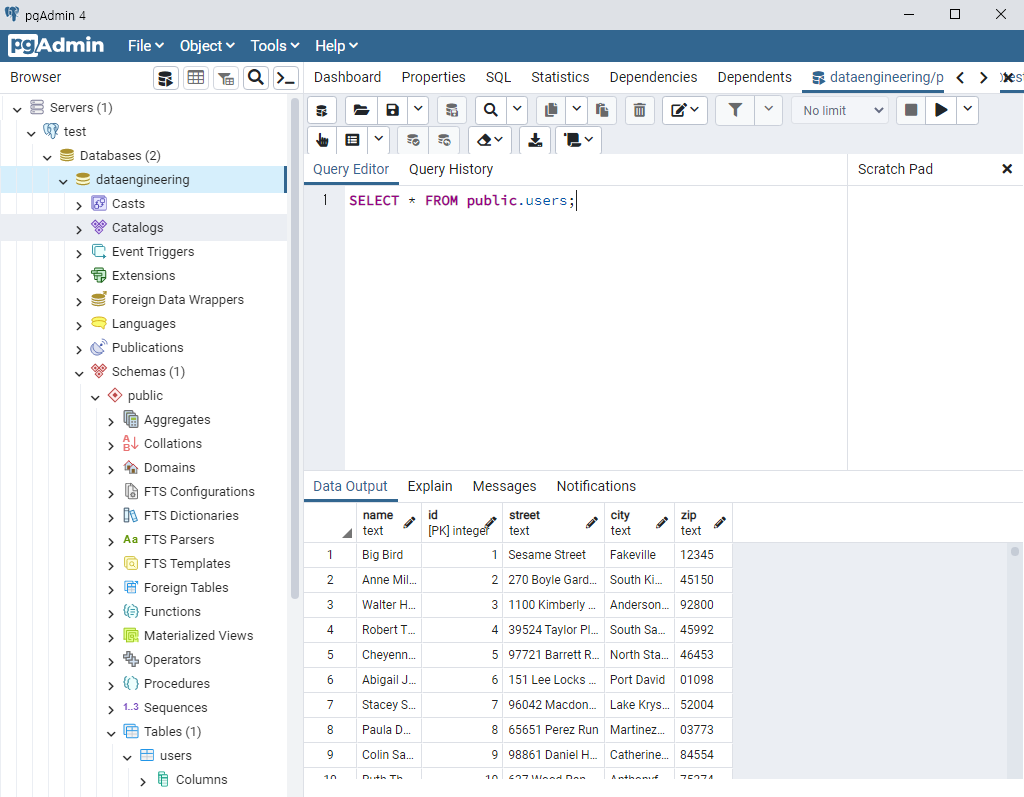 pgAdmin 4
pgAdmin File Object Tools Help
Browser
Dashboard Properties SQL Statistics Dependencies Dependents dataengineering/p
Servers (1)
test
Databases (2)
dataengineering
Casts
Catalogs
Event Triggers
Extensions
Foreign Data Wrappers
Languages
Publications
Schemas (1)
public
Aggregates
Collations
Domains
FTS Configurations
FTS Dictionaries
Aa FTS Parsers
FTS Templates
Foreign Tables
Functions
Materialized Views
Operators
Procedures
1..3 Sequences
Tables (1)
users
Columns
No limit
Query Editor Query History
Scratch Pad
1 SELECT * FROM public.users;
Data Output Explain Messages Notifications
name id street city zip
text [PK] integer text text text
1 Big Bird 1 Sesame Street Fakeville 12345
2 Anne Mil... 2 270 Boyle Gard... South Ki... 45150
3 Walter H... 3 1100 Kimberly ... Anderson... 92800
4 Robert T... 4 39524 Taylor Pl... South Sa... 45992
5 Cheyenn... 5 97721 Barrett R... North Sta... 46453
6 Abigail J... 6 151 Lee Locks ... Port David 01098
7 Stacey S... 7 96042 Macdon... Lake Krys... 52004
8 Paula D... 8 65651 Perez Run Martinez... 03773
9 Colin Sa... 9 98861 Daniel H... Catherine... 84554